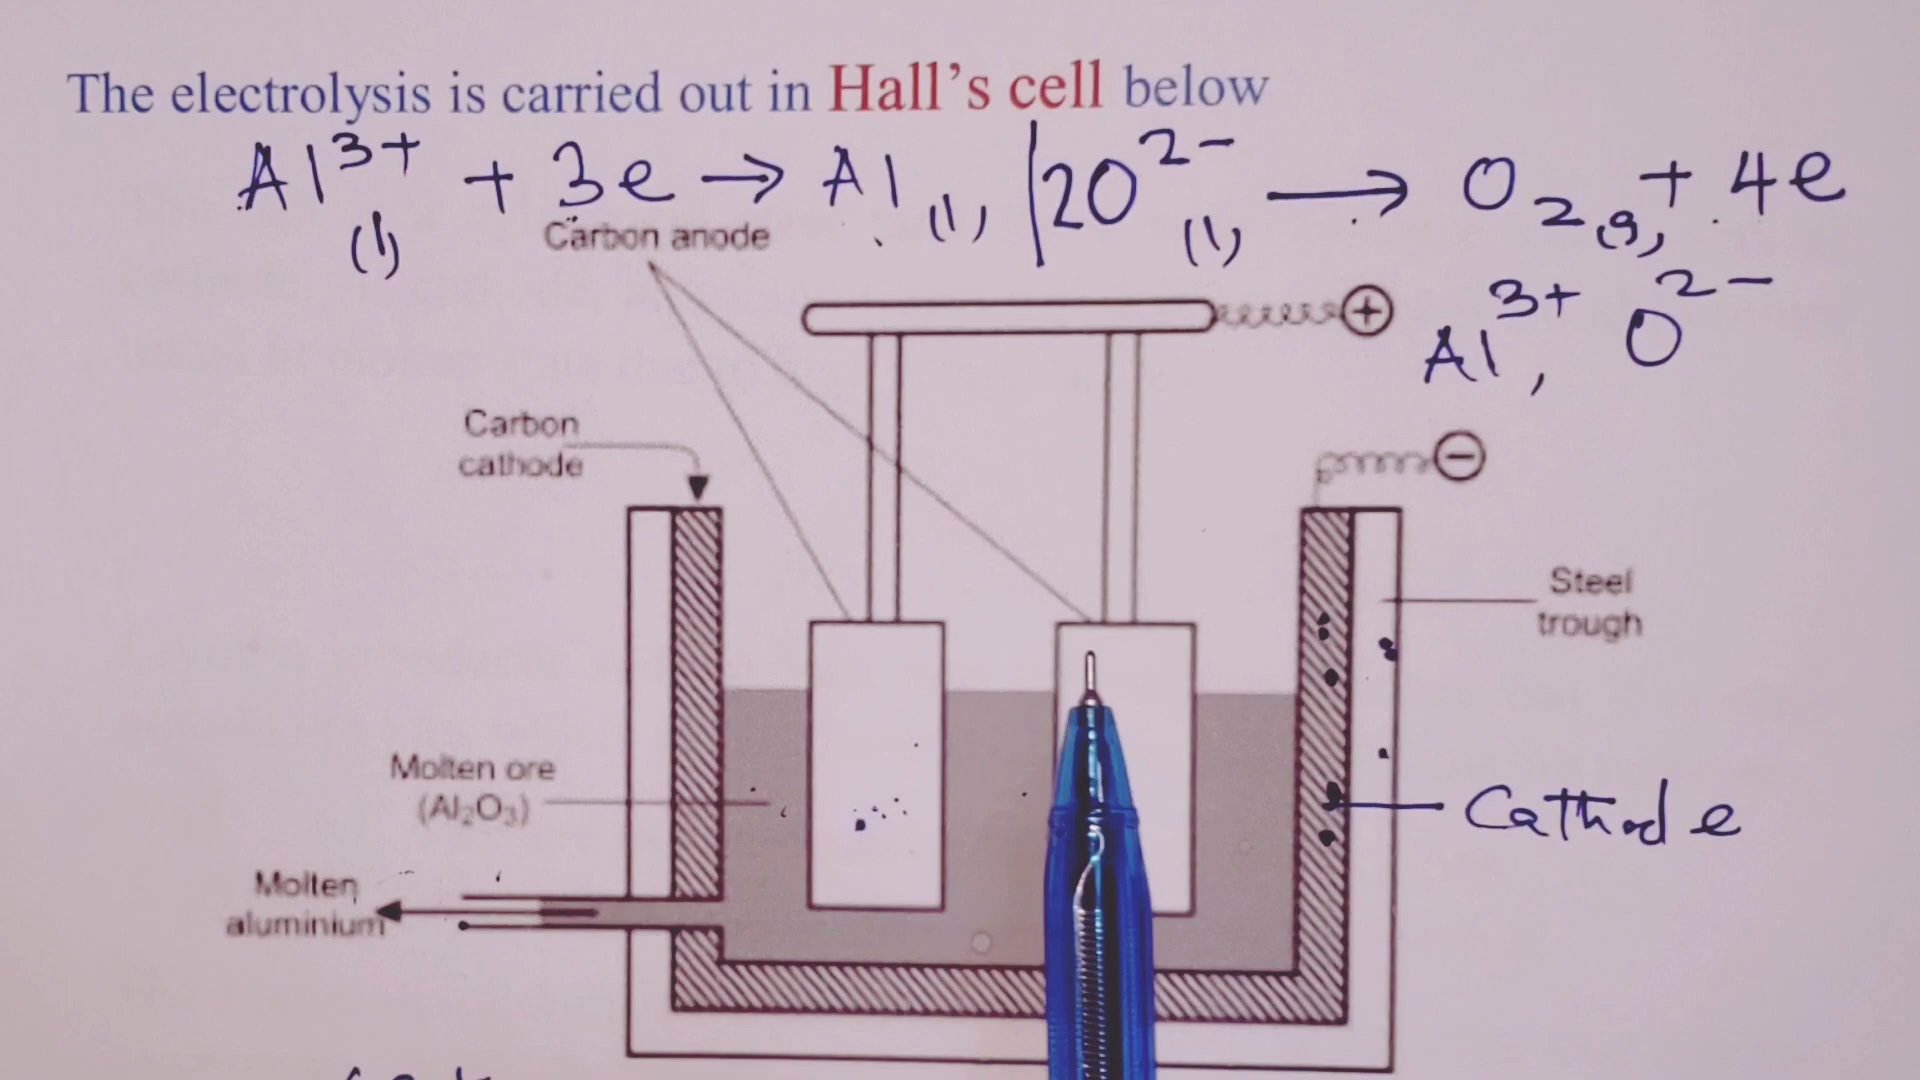 The electrolysis is carried out in Hall's cell below
Al³⁺(l) + 3e → Al(l) | 2O²⁻(l) → O₂(g) + 4e
Carbon anode
+
Al³⁺, O²⁻
Carbon
cathode
−
Steel
trough
Molten ore
(Al₂O₃)
Cathode
Molten
aluminium